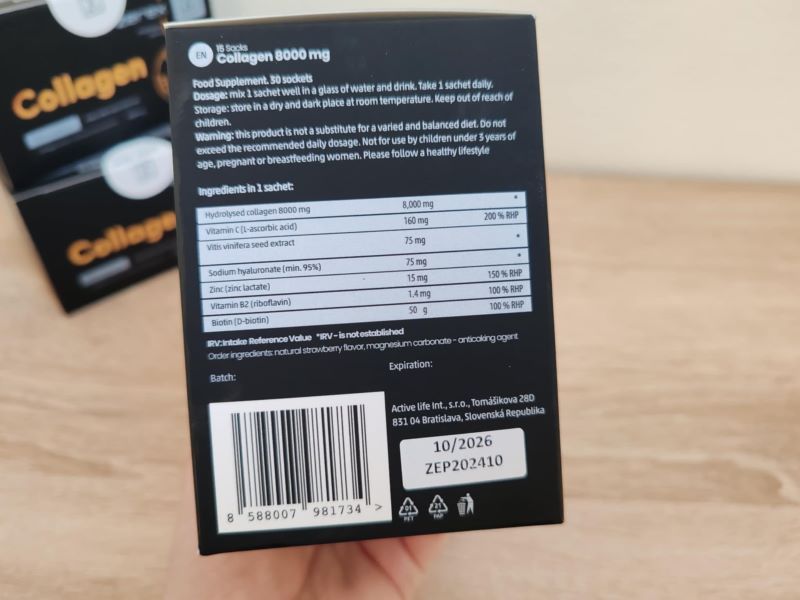 Collagen
Collagen
EN
15 Sacks
Collagen 8000 mg
Food Supplement. 30 sockets
Dosage: mix 1 sachet well in a glass of water and drink. Take 1 sachet daily.
Storage: store in a dry and dark place at room temperature. Keep out of reach of
children.
Warning: this product is not a substitute for a varied and balanced diet. Do not
exceed the recommended daily dosage. Not for use by children under 3 years of
age, pregnant or breastfeeding women. Please follow a healthy lifestyle
Ingredients in 1 sachet:
Hydrolysed collagen 8000 mg 8,000 mg *
Vitamin C (L-ascorbic acid) 160 mg 200 % RHP
Vitis vinifera seed extract 75 mg *
Sodium hyaluronate (min. 95%) 75 mg *
Zinc (zinc lactate) 15 mg 150 % RHP
Vitamin B2 (riboflavin) 1.4 mg 100 % RHP
Biotin (D-biotin) 50 g 100 % RHP
IRV:Intake Reference Value *IRV - is not established
Order ingredients: natural strawberry flavor, magnesium carbonate - anticaking agent
Batch:
Expiration:
Active life Int., s.r.o., Tomášikova 28D
831 04 Bratislava, Slovenská Republika
10/2026
ZEP202410
8 588007 981734 >
01
PET
21
PAP